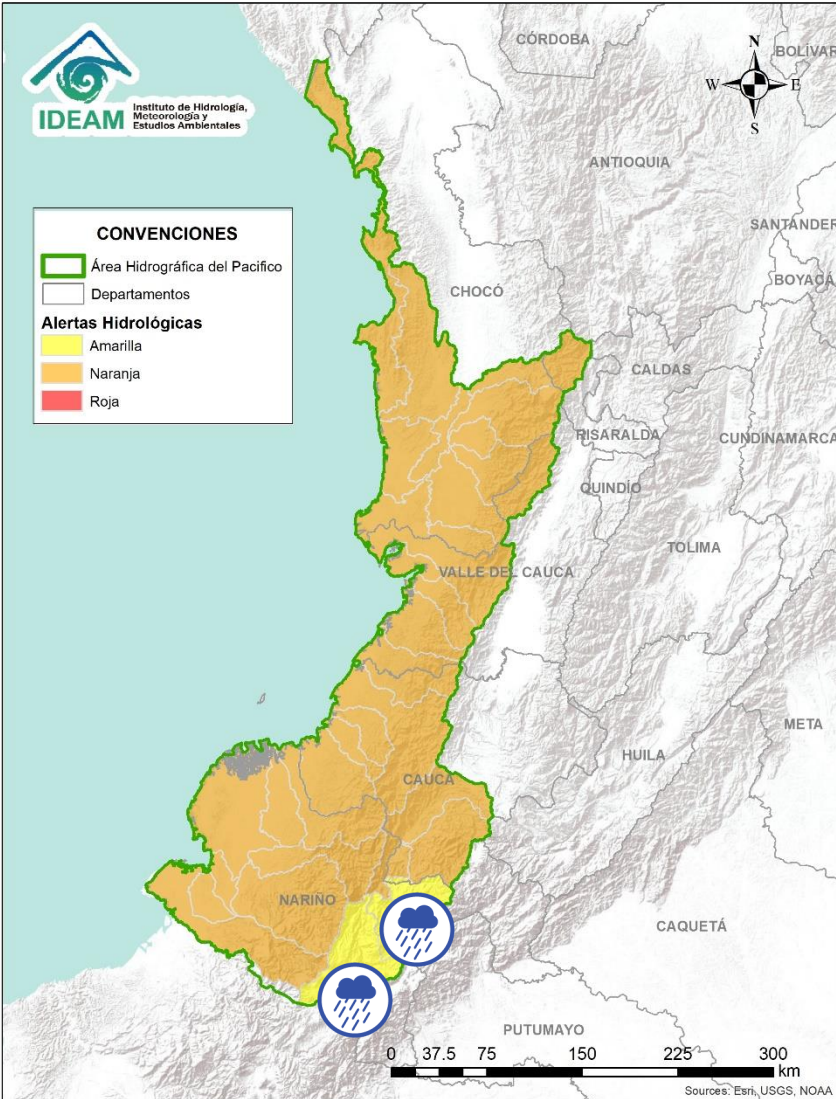 IDEAM
Instituto de Hidrología,
Meteorología y
Estudios Ambientales
N
W
E
S
CÓRDOBA
BOLÍVAR
ANTIOQUIA
SANTANDER
BOYACÁ
CHOCÓ
CALDAS
RISARALDA
CUNDINAMARCA
QUINDÍO
TOLIMA
VALLE DEL CAUCA
META
HUILA
CAUCA
NARIÑO
CAQUETÁ
PUTUMAYO
CONVENCIONES
Área Hidrográfica del Pacifico
Departamentos
Alertas Hidrológicas
Amarilla
Naranja
Roja
0 37.5 75 150 225 300
km
Sources: Esri, USGS, NOAA